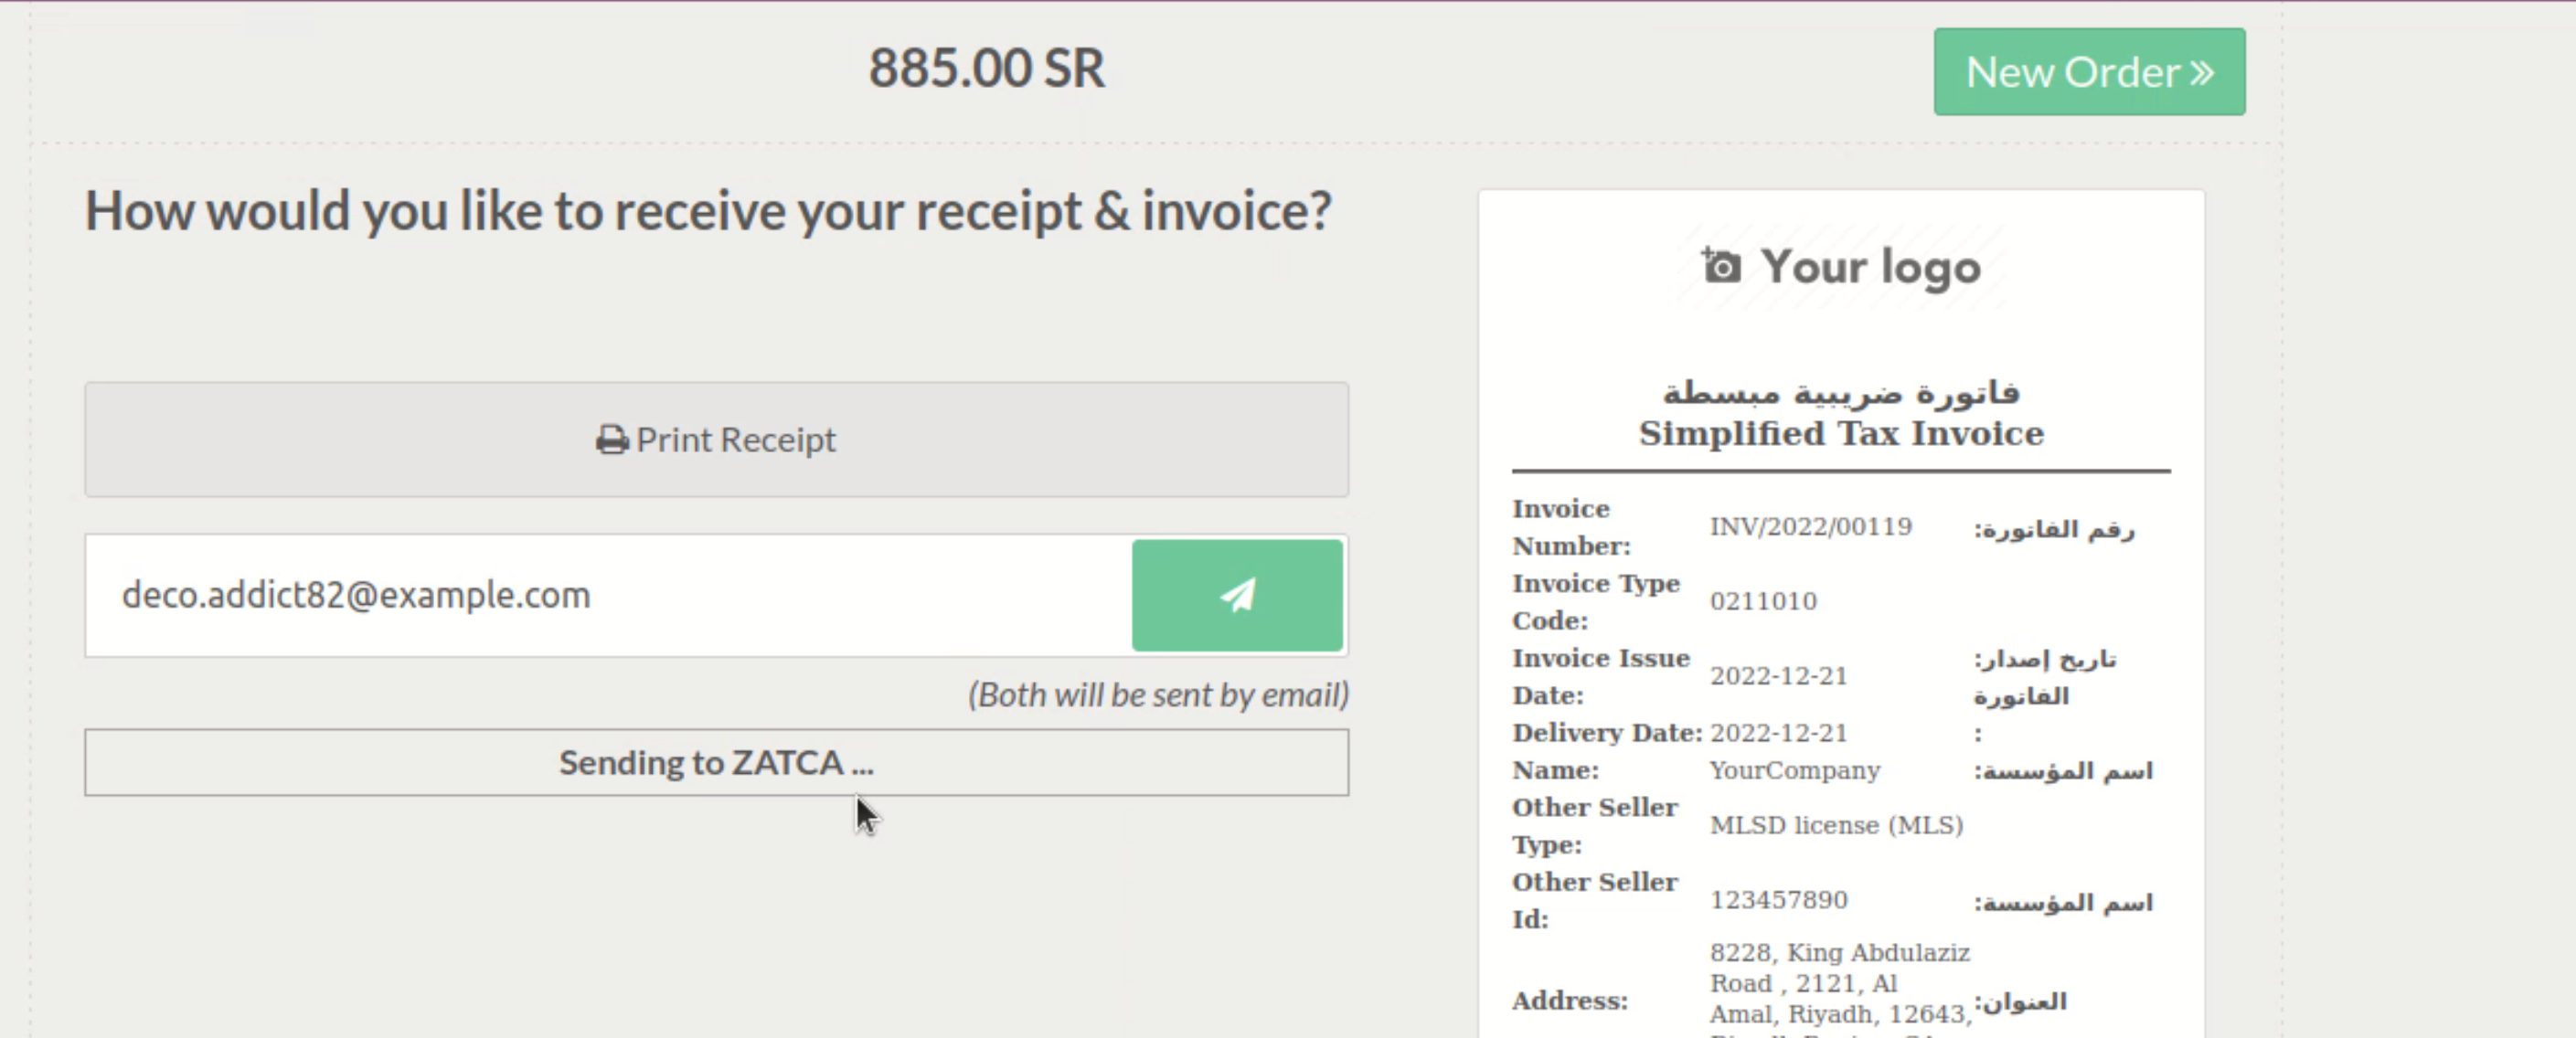 885.00 SR
New Order »
How would you like to receive your receipt & invoice?
Print Receipt
deco.addict82@example.com
(Both will be sent by email)
Sending to ZATCA ...
Your logo
فاتورة ضريبية مبسطة
Simplified Tax Invoice
Invoice Number: INV/2022/00119 رقم الفاتورة:
Invoice Type Code: 0211010
Invoice Issue Date: 2022-12-21 تاريخ إصدار: الفاتورة
Delivery Date: 2022-12-21 :
Name: YourCompany اسم المؤسسة:
Other Seller Type: MLSD license (MLS)
Other Seller Id: 123457890 اسم المؤسسة:
8228, King Abdulaziz
Road , 2121, Al
Address: Amal, Riyadh, 12643, العنوان: